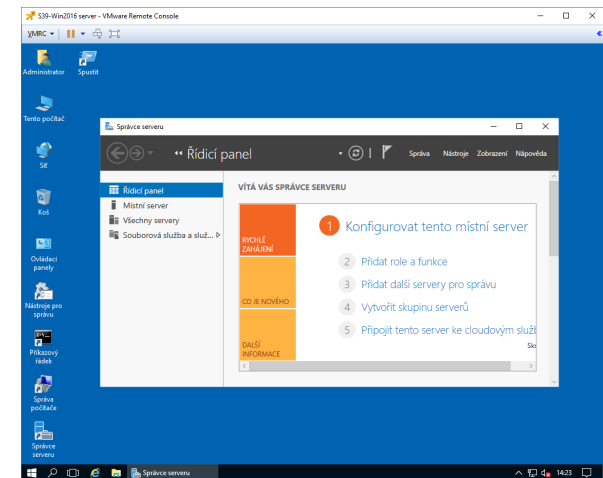 S39-Win2016 server - VMware Remote Console
VMRC
Administrator
Spustit
Tento počítač
Síť
Koš
Ovládací
panely
Nástroje pro
správu
Příkazový
řádek
Správa
počítače
Správce
serveru
Správce serveru
Řídicí panel
Správa
Nástroje
Zobrazení
Nápověda
Řídicí panel
Místní server
Všechny servery
Souborová služba a služ...
VÍTÁ VÁS SPRÁVCE SERVERU
RYCHLÉ
ZAHÁJENÍ
CO JE NOVÉHO
DALŠÍ
INFORMACE
1 Konfigurovat tento místní server
2 Přidat role a funkce
3 Přidat další servery pro správu
4 Vytvořit skupinu serverů
5 Připojit tento server ke cloudovým služ
Správce serveru
14:23